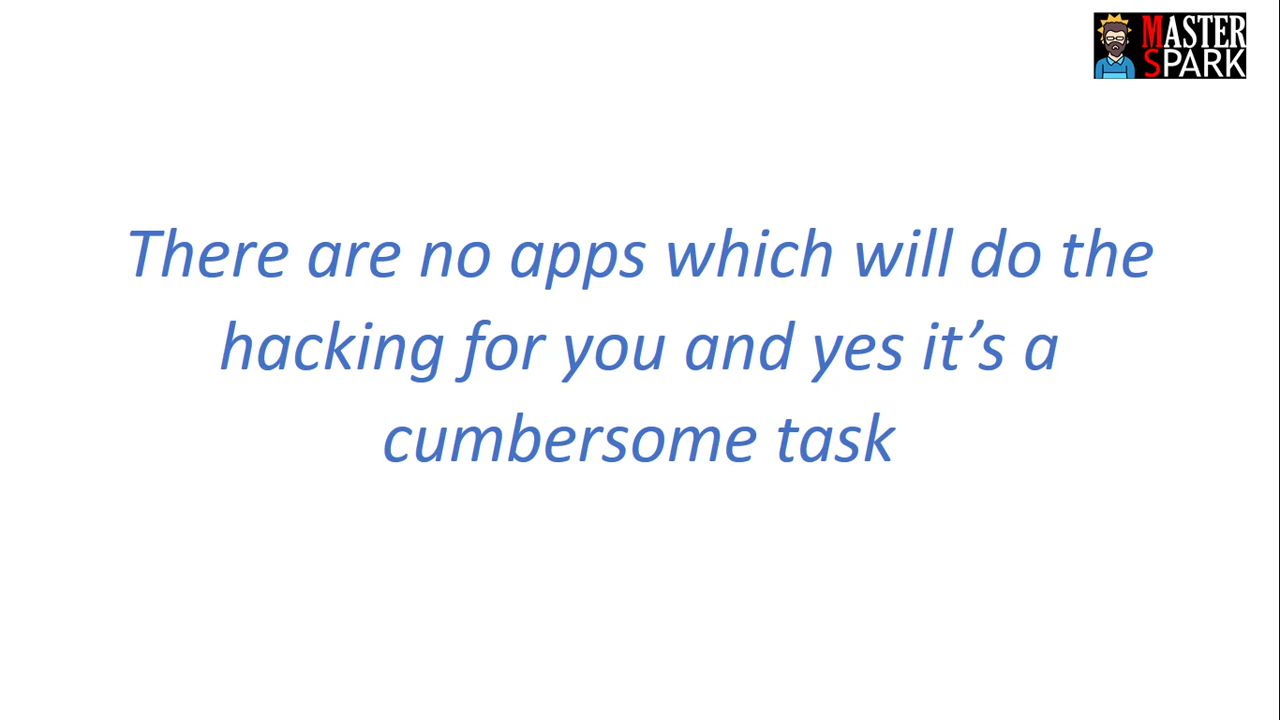 MASTER
SPARK
There are no apps which will do the
hacking for you and yes it’s a
cumbersome task